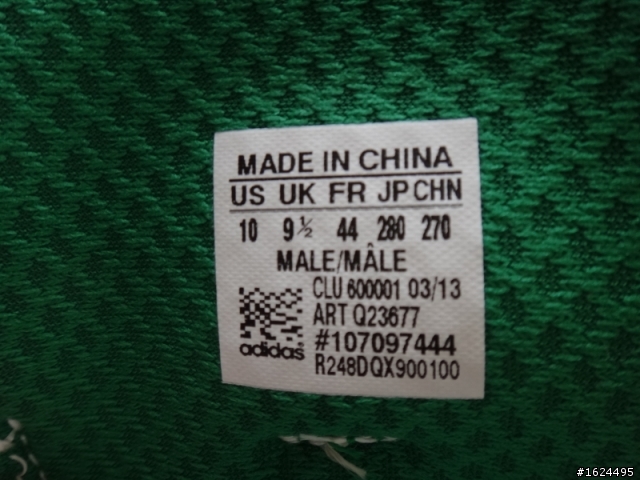 MADE IN CHINA
US UK FR JP CHN
10 9½ 44 280 270
MALE/MÂLE
CLU 600001 03/13
ART Q23677
#107097444
adidas
R248DQX900100
#1624495